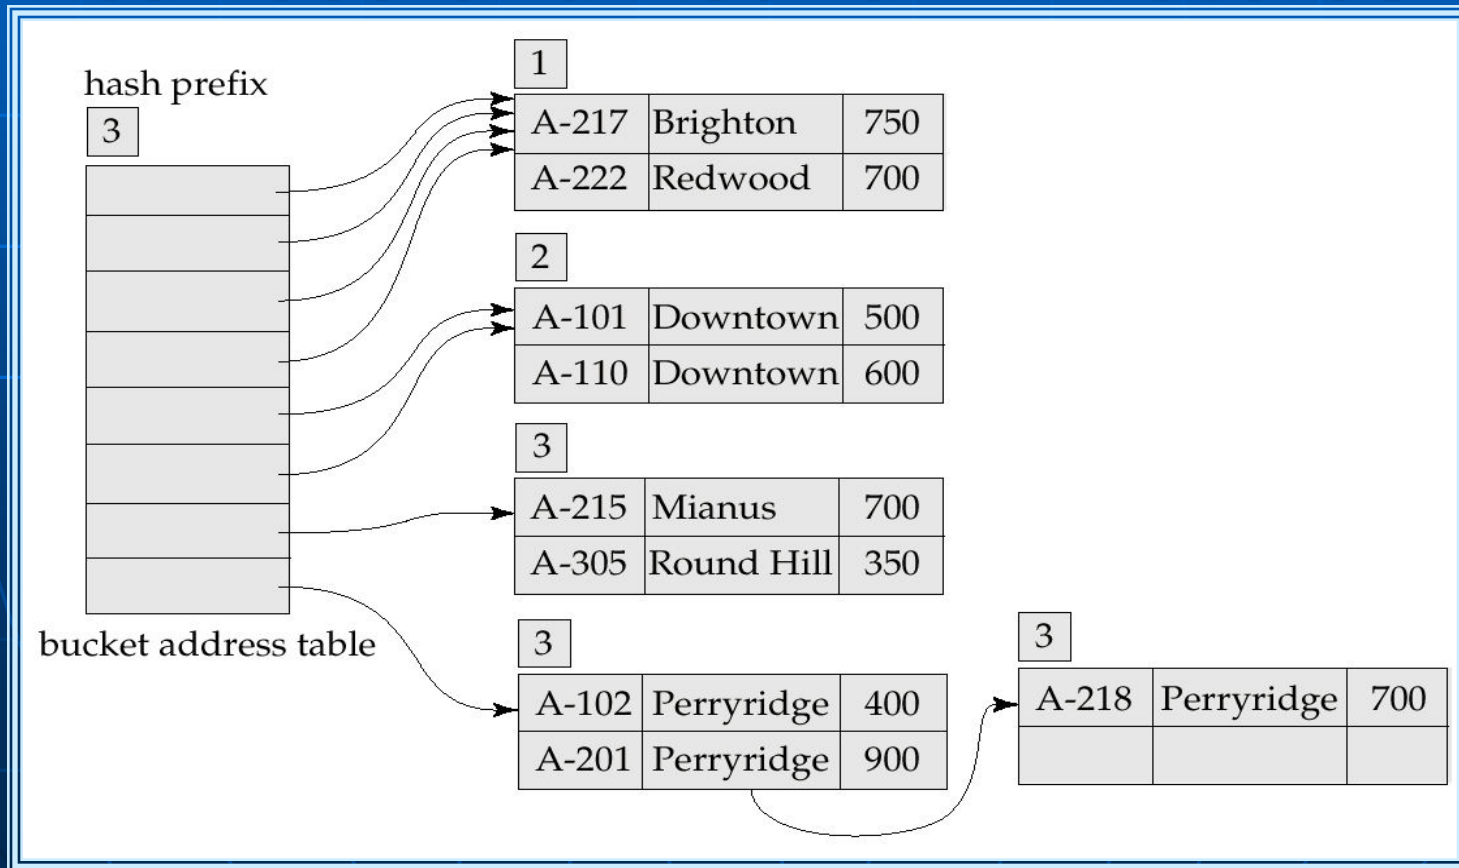 hash prefix
3
bucket address table
1
A-217 Brighton 750
A-222 Redwood 700
2
A-101 Downtown 500
A-110 Downtown 600
3
A-215 Mianus 700
A-305 Round Hill 350
3
A-102 Perryridge 400
A-201 Perryridge 900
3
A-218 Perryridge 700